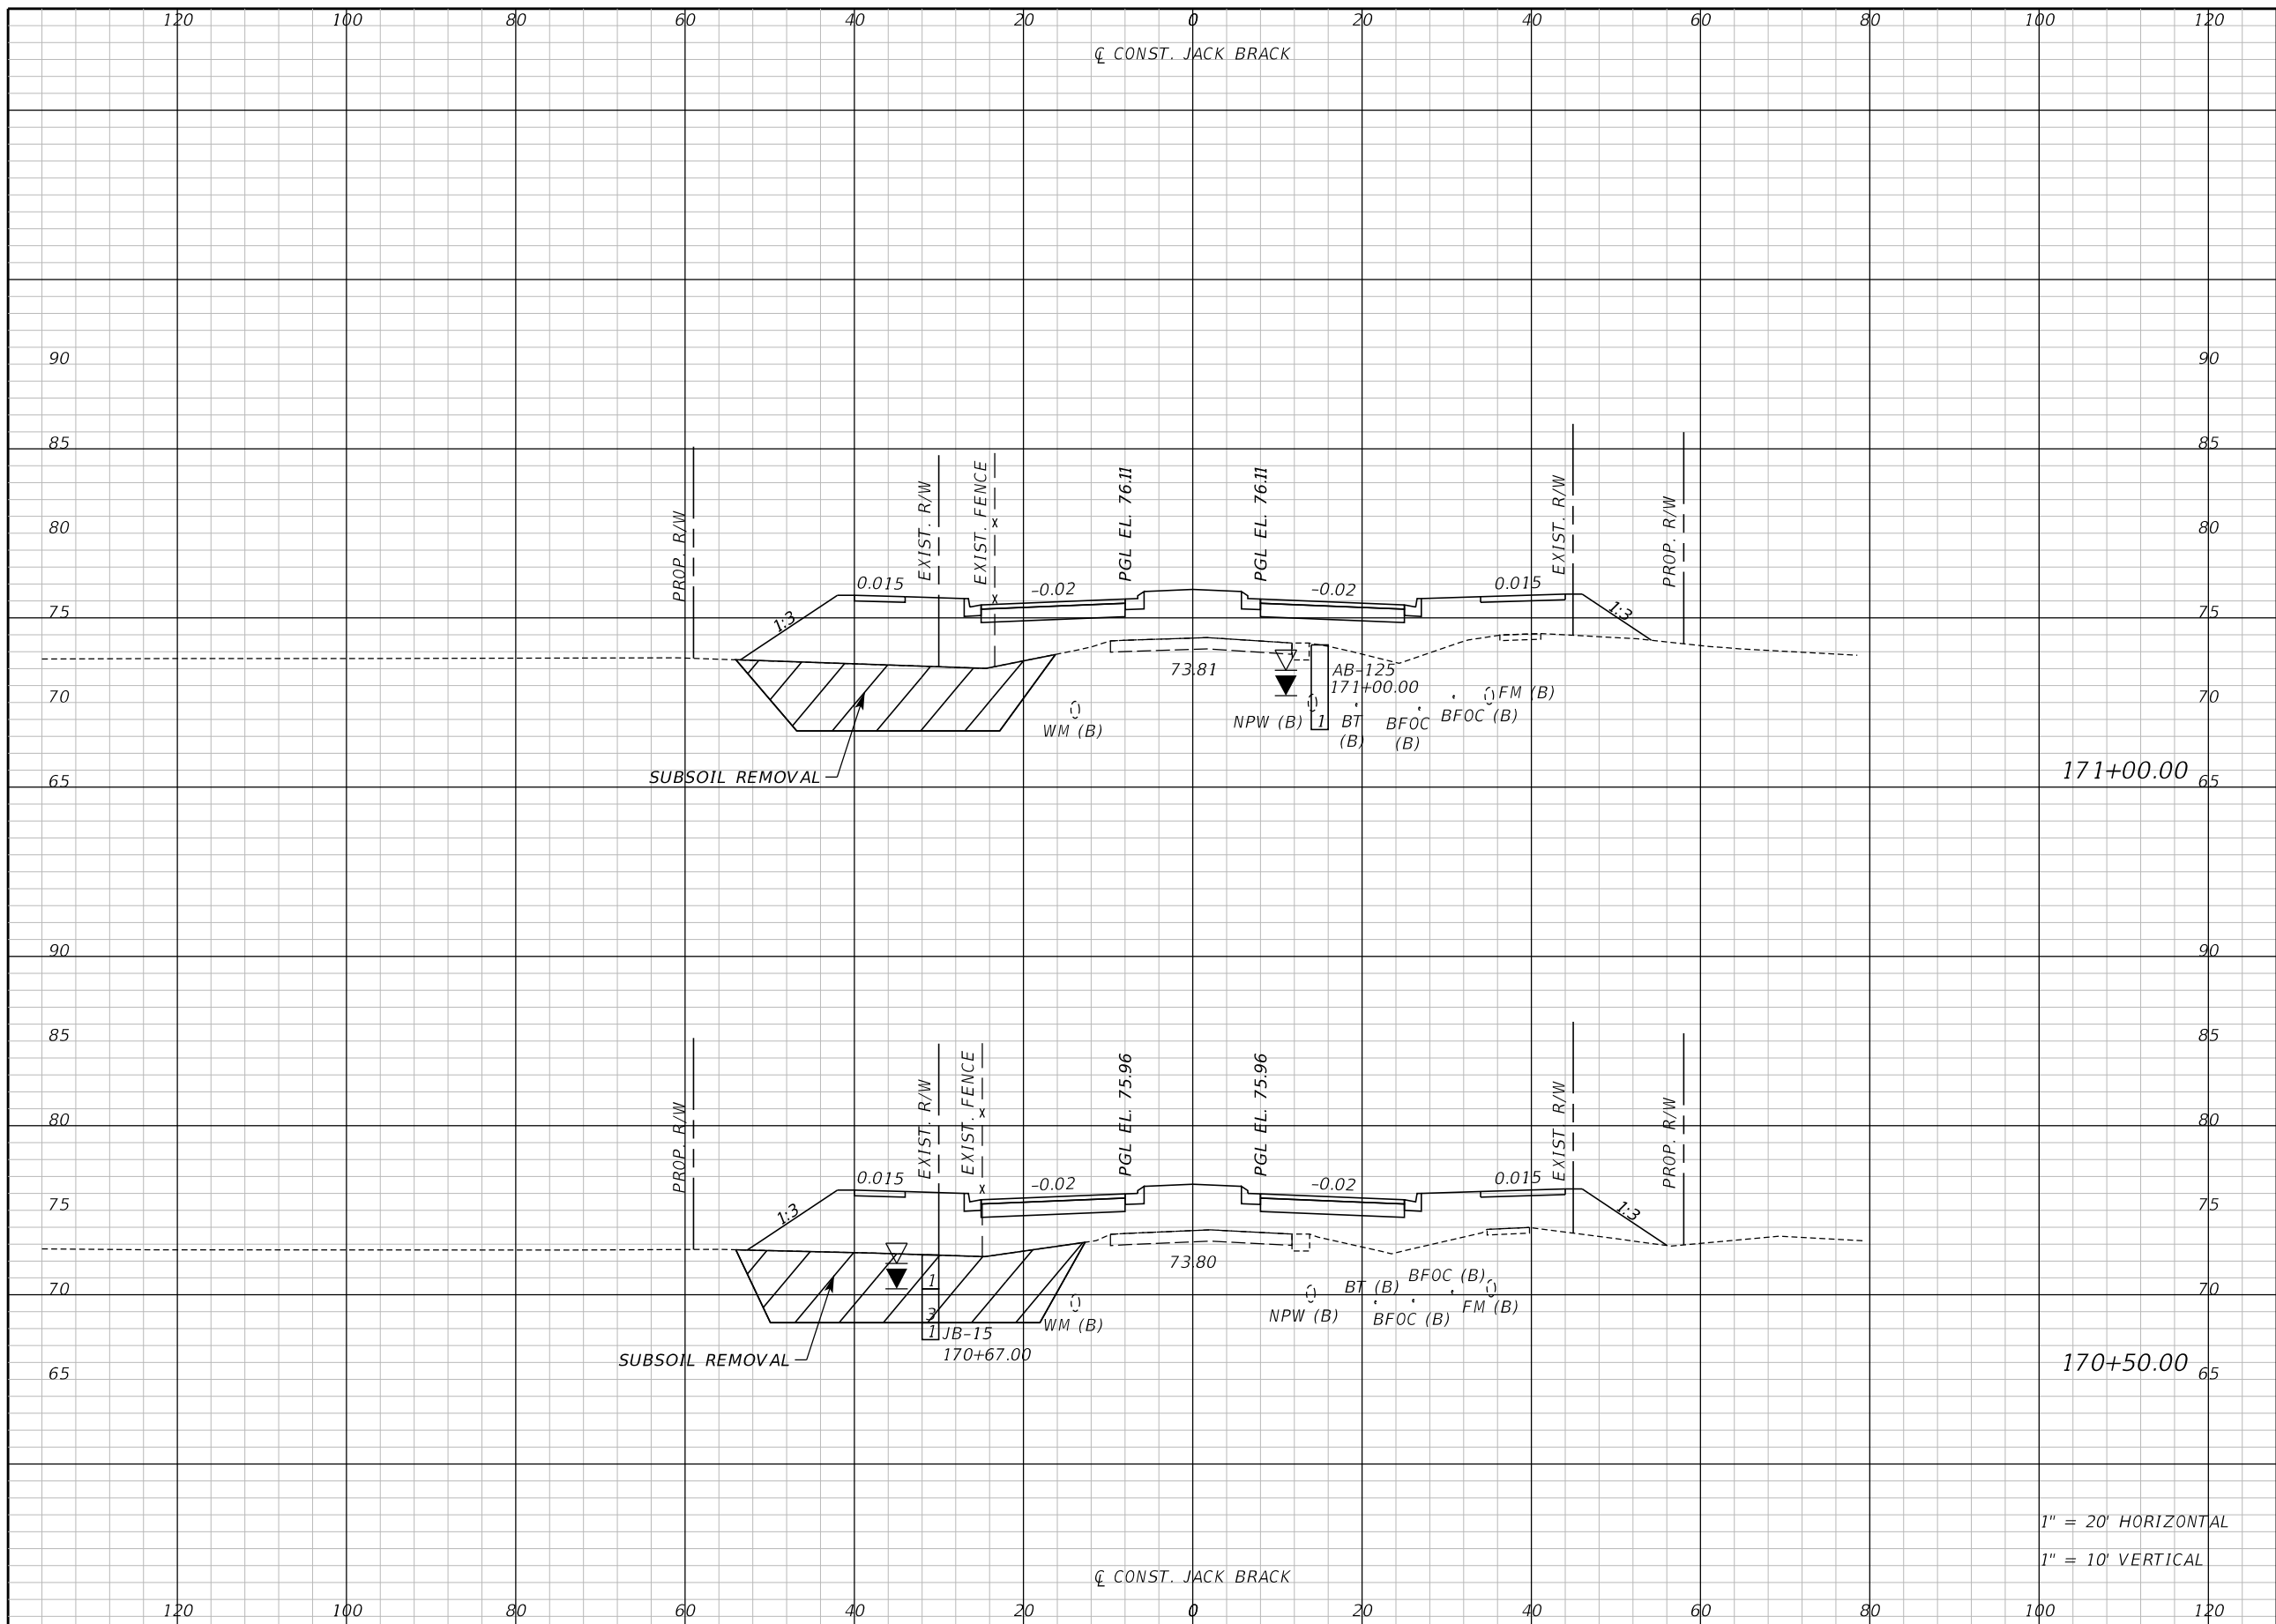 120 100 80 60 40 20 0 20 40 60 80 100 120
℄ CONST. JACK BRACK
90 90
85 85
80 80
75 75
70 70
65 65
PROP. R/W
EXIST. R/W
EXIST. FENCE
PGL EL. 76.11
PGL EL. 76.11
EXIST. R/W
PROP. R/W
1:3
0.015
-0.02
-0.02
0.015
1:3
X
X
73.81
AB-125
171+00.00
WM (B)
NPW (B)
1
BT
(B)
BFOC
(B)
BFOC (B)
FM (B)
SUBSOIL REMOVAL
171+00.00
90 90
85 85
80 80
75 75
70 70
65 65
PROP. R/W
EXIST. R/W
EXIST. FENCE
PGL EL. 75.96
PGL EL. 75.96
EXIST. R/W
PROP. R/W
1:3
0.015
-0.02
-0.02
0.015
1:3
X
X
73.80
1
3
1
JB-15
170+67.00
WM (B)
NPW (B)
BT (B)
BFOC (B)
BFOC (B)
FM (B)
SUBSOIL REMOVAL
170+50.00
1" = 20' HORIZONTAL
1" = 10' VERTICAL
℄ CONST. JACK BRACK
120 100 80 60 40 20 0 20 40 60 80 100 120